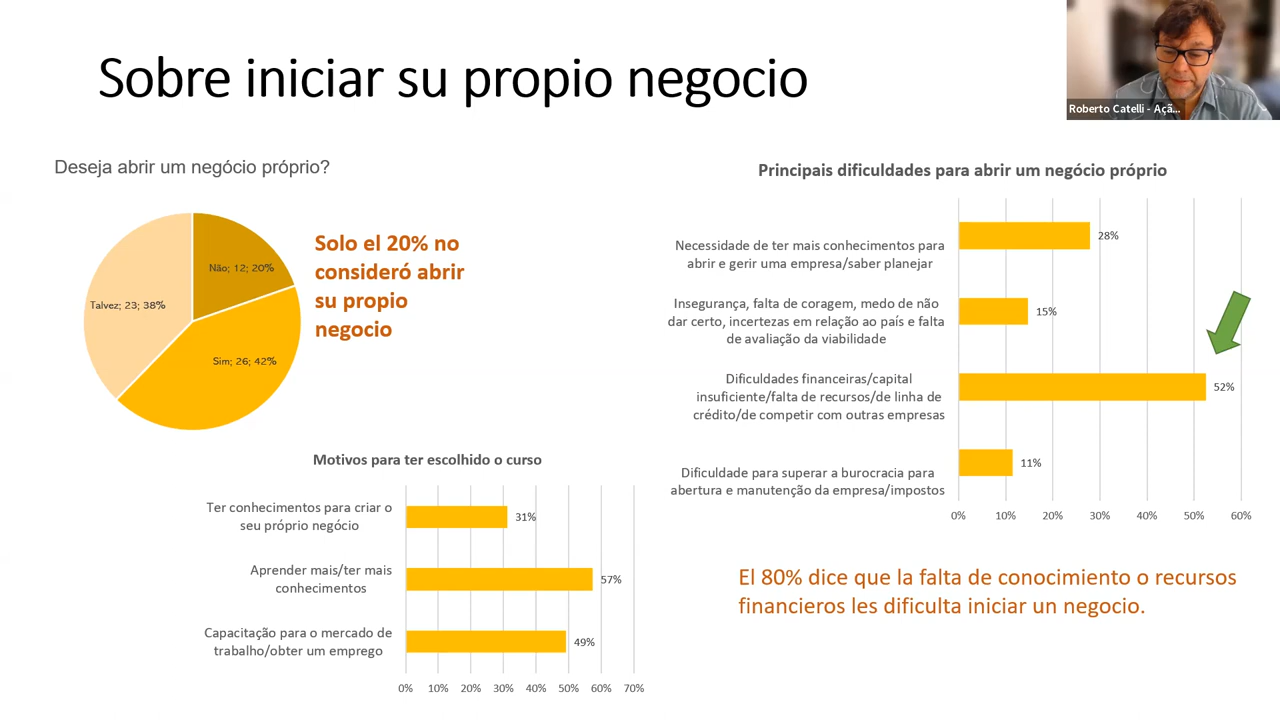 Sobre iniciar su propio negocio
Roberto Catelli - Açã...
Deseja abrir um negócio próprio?
Não; 12; 20%
Talvez; 23; 38%
Sim; 26; 42%
Solo el 20% no
consideró abrir
su propio
negocio
Principais dificuldades para abrir um negócio próprio
Necessidade de ter mais conhecimentos para
abrir e gerir uma empresa/saber planejar
28%
Insegurança, falta de coragem, medo de não
dar certo, incertezas em relação ao país e falta
de avaliação da viabilidade
15%
Dificuldades financeiras/capital
insuficiente/falta de recursos/de linha de
crédito/de competir com outras empresas
52%
Dificuldade para superar a burocracia para
abertura e manutenção da empresa/impostos
11%
0% 10% 20% 30% 40% 50% 60%
Motivos para ter escolhido o curso
Ter conhecimentos para criar o
seu próprio negócio
31%
Aprender mais/ter mais
conhecimentos
57%
Capacitação para o mercado de
trabalho/obter um emprego
49%
0% 10% 20% 30% 40% 50% 60% 70%
El 80% dice que la falta de conocimiento o recursos
financieros les dificulta iniciar un negocio.